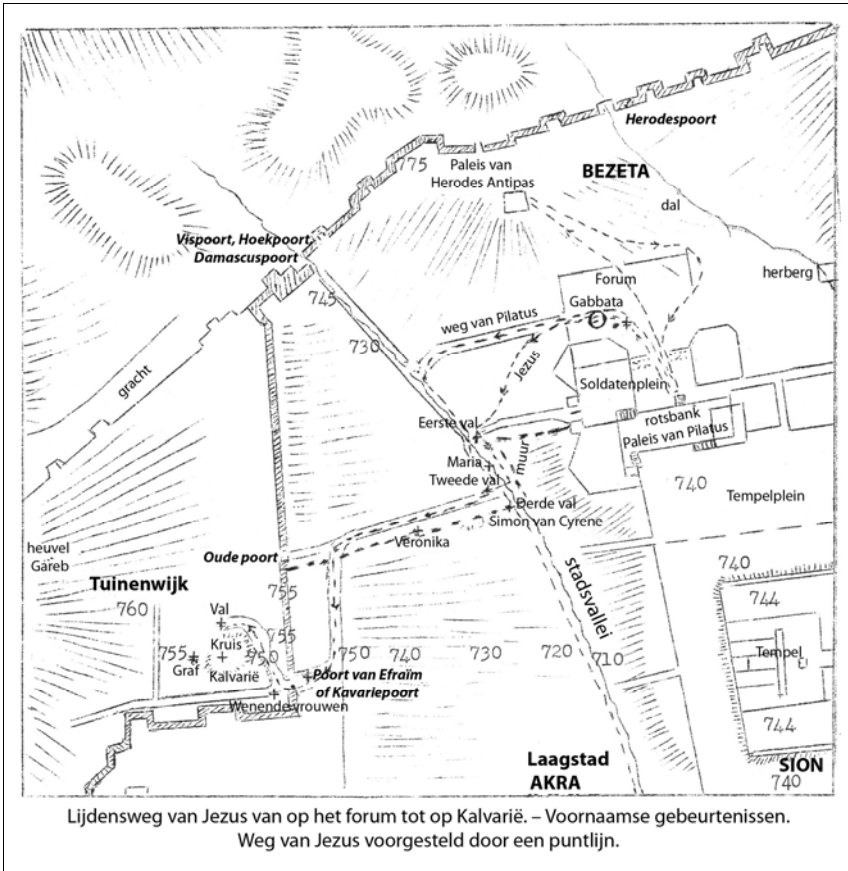 Herodespoort
775
Paleis van
Herodes Antipas
BEZETA
dal
Vispoort, Hoekpoort,
Damascuspoort
herberg
Forum
Gabbata
745
weg van Pilatus
730
Jezus
gracht
Soldatenplein
Eerste val
rotsbank
Paleis van Pilatus
muur
Maria
Tweede val
740
Tempelplein
Derde val
Simon van Cyrene
Veronika
heuvel
Gareb
Oude poort
stadsvallei
740
Tuinenwijk
755
744
760
Val
755
Kruis
755
750
750
740
730
720
710
Tempel
Graf
Kalvarië
Poort van Efraïm
of Kavariepoort
Wenende vrouwen
744
Laagstad
AKRA
SION
740
Lijdensweg van Jezus van op het forum tot op Kalvarië. – Voornaamse gebeurtenissen.
Weg van Jezus voorgesteld door een puntlijn.